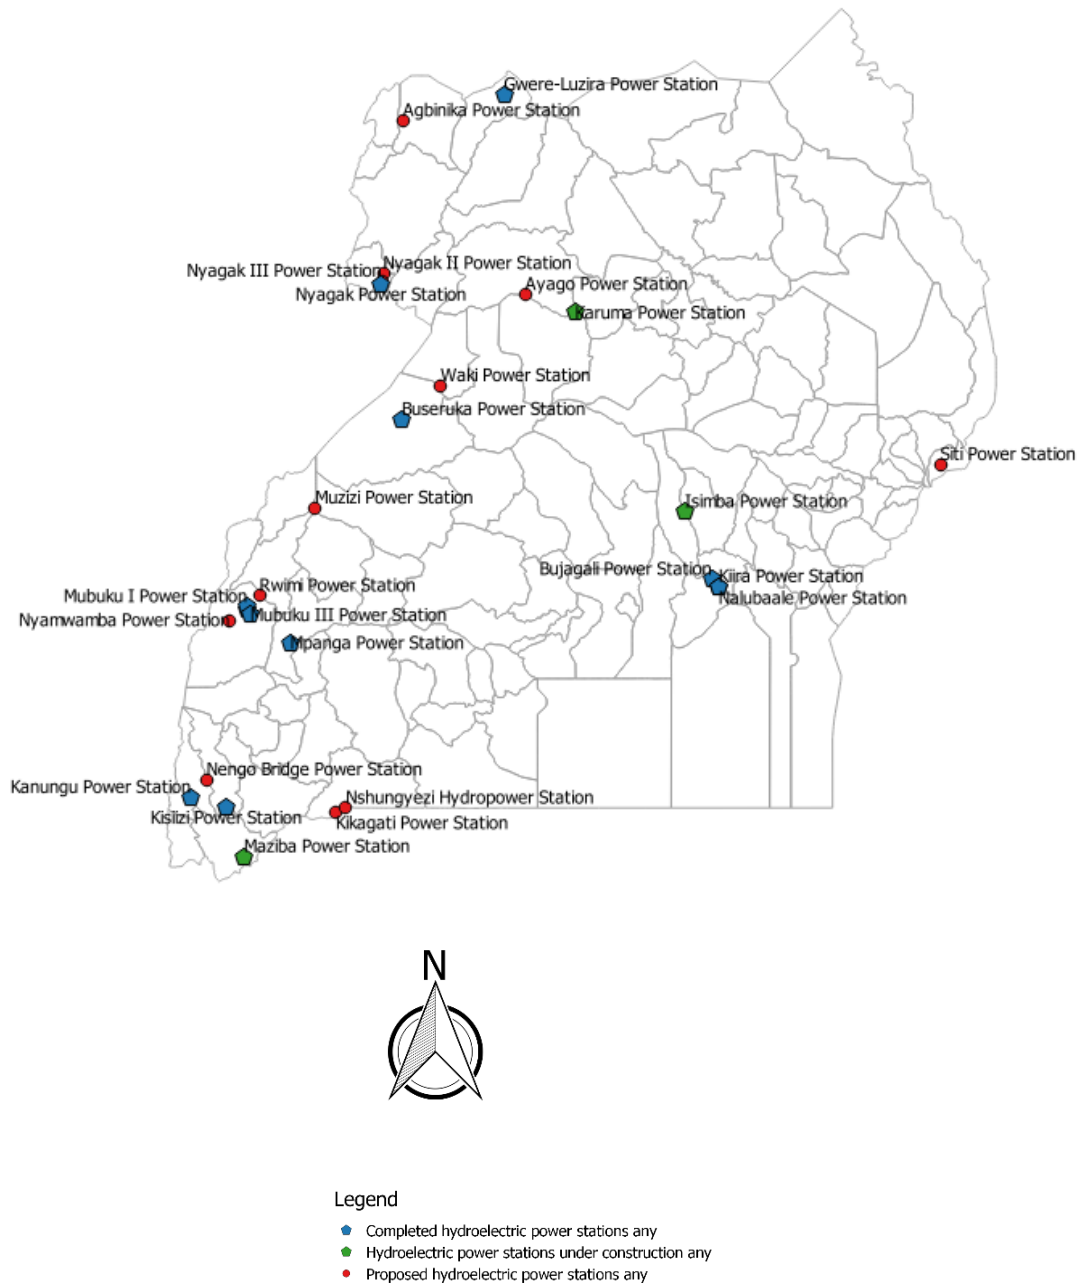 Gwere-Luzira Power Station
Agbinika Power Station
Nyagak II Power Station
Nyagak III Power Station
Ayago Power Station
Nyagak Power Station
Karuma Power Station
Waki Power Station
Buseruka Power Station
Siti Power Station
Muzizi Power Station
Isimba Power Station
Bujagali Power Station
Kiira Power Station
Rwimi Power Station
Mubuku I Power Station
Nalubaale Power Station
Mubuku III Power Station
Nyamwamba Power Station
Mpanga Power Station
Nengo Bridge Power Station
Kanungu Power Station
Nshungyezi Hydropower Station
Kisiizi Power Station
Kikagati Power Station
Maziba Power Station
N
Legend
Completed hydroelectric power stations any
Hydroelectric power stations under construction any
Proposed hydroelectric power stations any